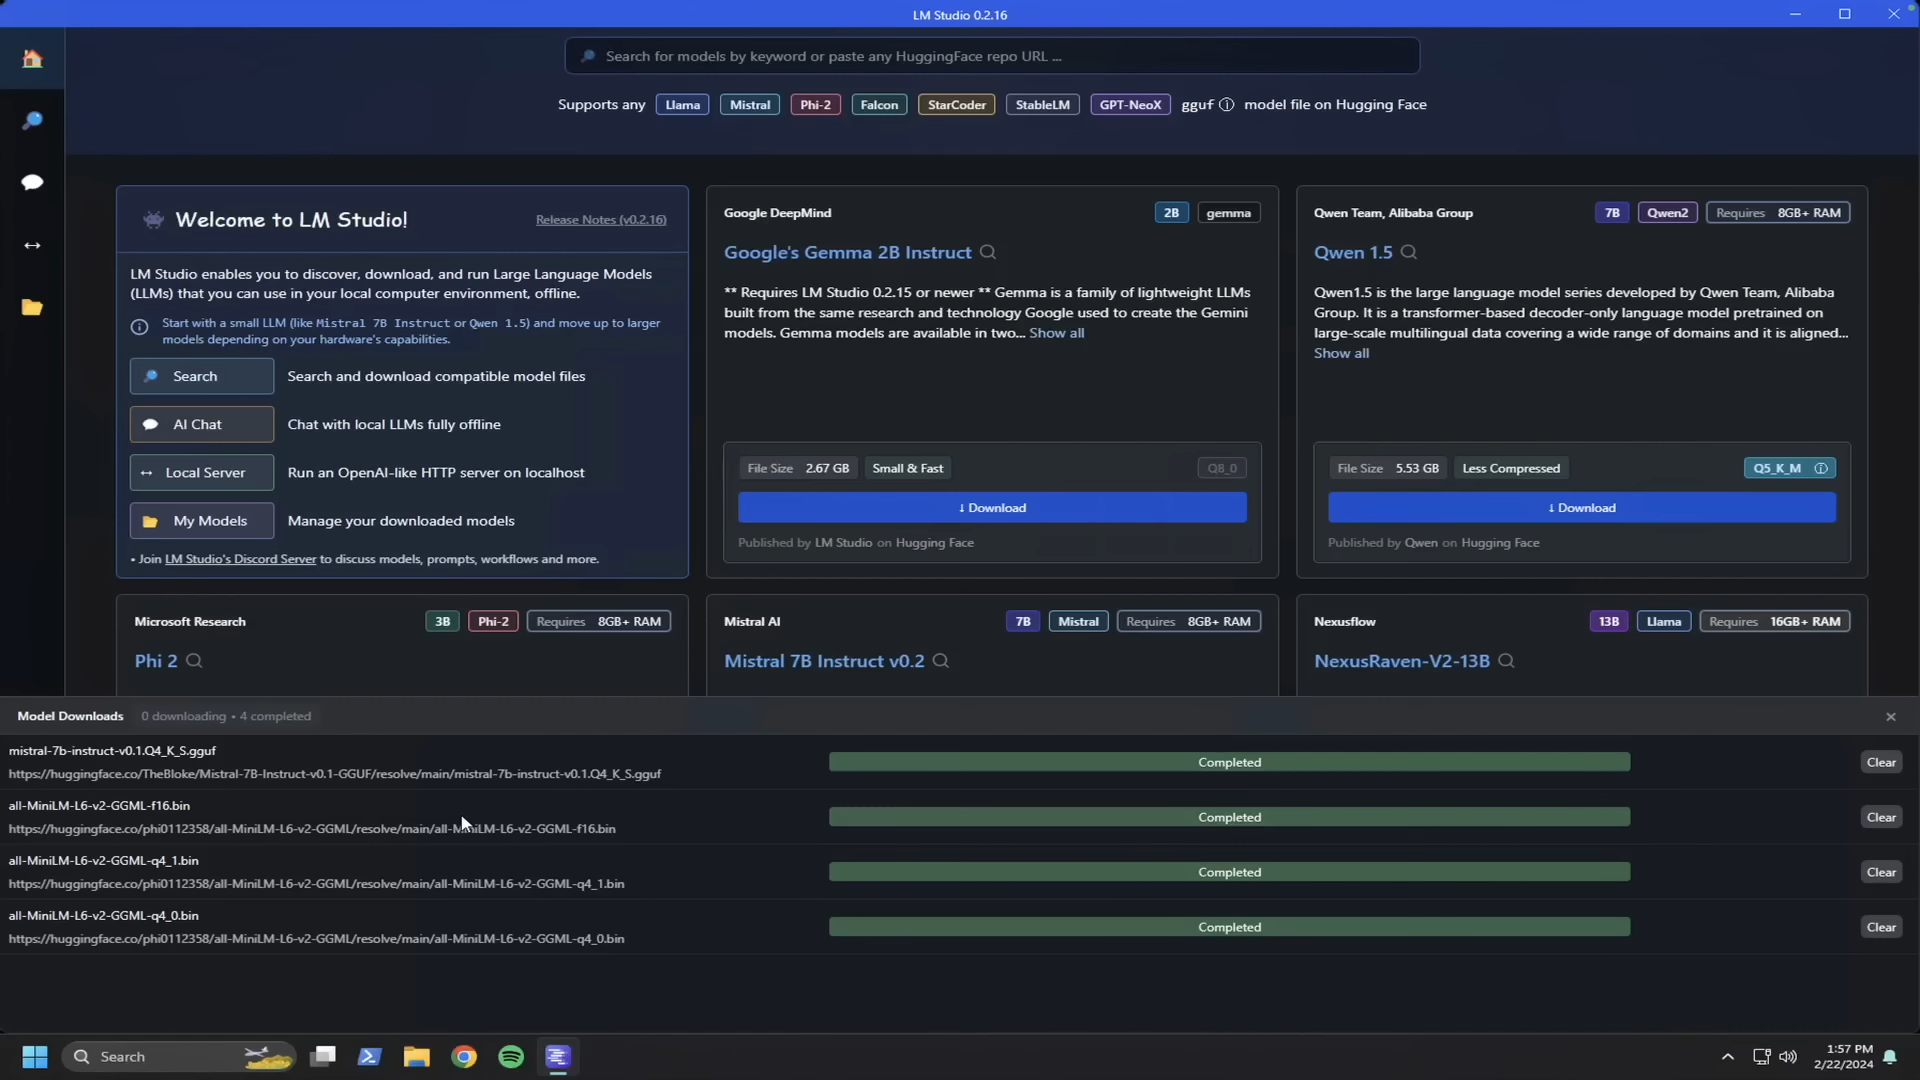 LM Studio 0.2.16
Search for models by keyword or paste any HuggingFace repo URL ...
Supports any Llama Mistral Phi-2 Falcon StarCoder StableLM GPT-NeoX gguf model file on Hugging Face
Welcome to LM Studio!
Release Notes (v0.2.16)
LM Studio enables you to discover, download, and run Large Language Models
(LLMs) that you can use in your local computer environment, offline.
Start with a small LLM (like Mistral 7B Instruct or Qwen 1.5) and move up to larger
models depending on your hardware's capabilities.
Search Search and download compatible model files
AI Chat Chat with local LLMs fully offline
Local Server Run an OpenAI-like HTTP server on localhost
My Models Manage your downloaded models
• Join LM Studio's Discord Server to discuss models, prompts, workflows and more.
Google DeepMind 2B gemma
Google's Gemma 2B Instruct
** Requires LM Studio 0.2.15 or newer ** Gemma is a family of lightweight LLMs
built from the same research and technology Google used to create the Gemini
models. Gemma models are available in two... Show all
File Size 2.67 GB Small & Fast Q8_0
↓ Download
Published by LM Studio on Hugging Face
Qwen Team, Alibaba Group 7B Qwen2 Requires 8GB+ RAM
Qwen 1.5
Qwen1.5 is the large language model series developed by Qwen Team, Alibaba
Group. It is a transformer-based decoder-only language model pretrained on
large-scale multilingual data covering a wide range of domains and it is aligned...
Show all
File Size 5.53 GB Less Compressed Q5_K_M
↓ Download
Published by Qwen on Hugging Face
Microsoft Research 3B Phi-2 Requires 8GB+ RAM
Phi 2
Mistral AI 7B Mistral Requires 8GB+ RAM
Mistral 7B Instruct v0.2
Nexusflow 13B Llama Requires 16GB+ RAM
NexusRaven-V2-13B
Model Downloads 0 downloading • 4 completed
mistral-7b-instruct-v0.1.Q4_K_S.gguf
https://huggingface.co/TheBloke/Mistral-7B-Instruct-v0.1-GGUF/resolve/main/mistral-7b-instruct-v0.1.Q4_K_S.gguf
Completed
Clear
all-MiniLM-L6-v2-GGML-f16.bin
https://huggingface.co/phi0112358/all-MiniLM-L6-v2-GGML/resolve/main/all-MiniLM-L6-v2-GGML-f16.bin
Completed
Clear
all-MiniLM-L6-v2-GGML-q4_1.bin
https://huggingface.co/phi0112358/all-MiniLM-L6-v2-GGML/resolve/main/all-MiniLM-L6-v2-GGML-q4_1.bin
Completed
Clear
all-MiniLM-L6-v2-GGML-q4_0.bin
https://huggingface.co/phi0112358/all-MiniLM-L6-v2-GGML/resolve/main/all-MiniLM-L6-v2-GGML-q4_0.bin
Completed
Clear
Search
1:57 PM
2/22/2024